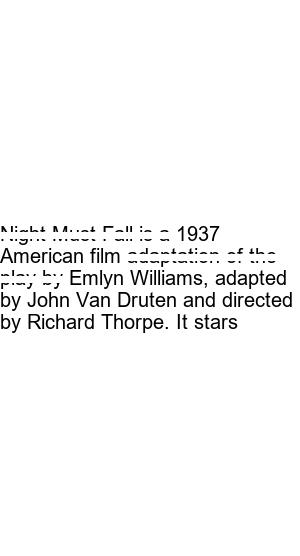 Night Must Fall is a 1937
American film adaptation of the
play by Emlyn Williams, adapted
by John Van Druten and directed
by Richard Thorpe. It stars